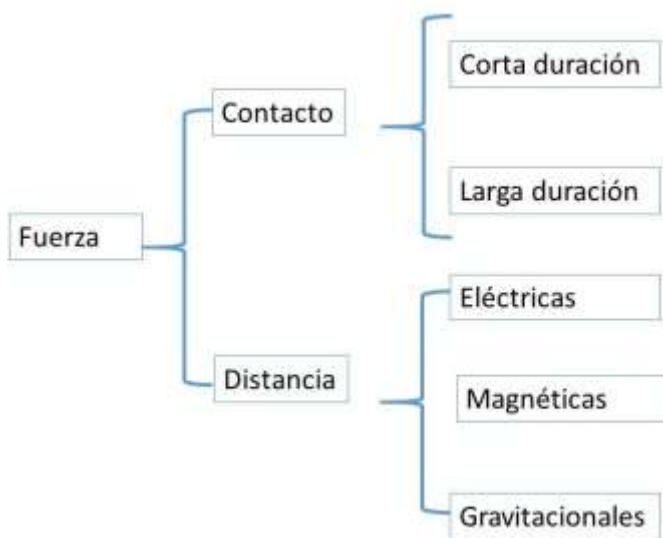 Fuerza
Contacto
Corta duración
Larga duración
Distancia
Eléctricas
Magnéticas
Gravitacionales